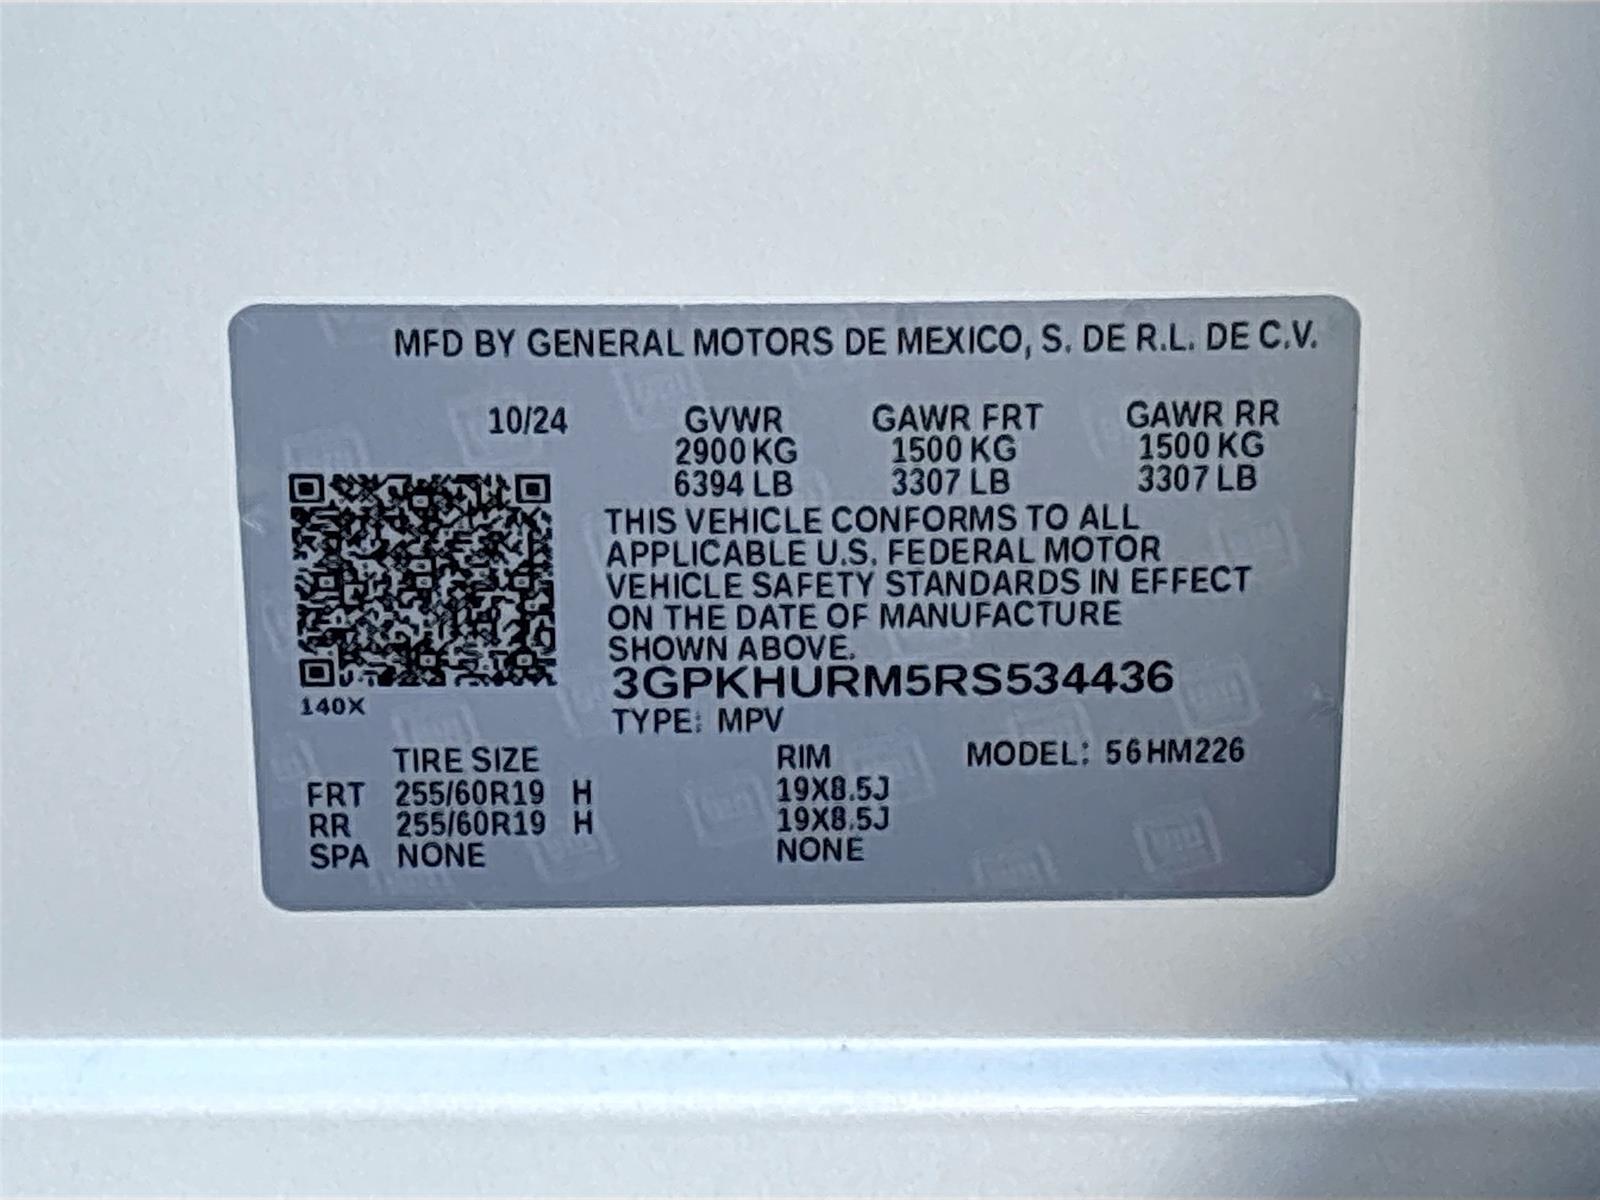 MFD BY GENERAL MOTORS DE MEXICO, S. DE R.L. DE C.V.
10/24 GVWR GAWR FRT GAWR RR
2900 KG 1500 KG 1500 KG
6394 LB 3307 LB 3307 LB
THIS VEHICLE CONFORMS TO ALL
APPLICABLE U.S. FEDERAL MOTOR
VEHICLE SAFETY STANDARDS IN EFFECT
ON THE DATE OF MANUFACTURE
SHOWN ABOVE.
3GPKHURM5RS534436
140X
TYPE: MPV
TIRE SIZE RIM MODEL: 56HM226
FRT 255/60R19 H 19X8.5J
RR 255/60R19 H 19X8.5J
SPA NONE NONE